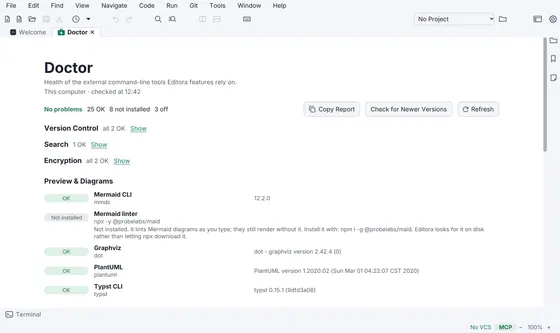 File Edit Find View Navigate Code Run Git Tools Window Help
No Project
Welcome Doctor
Doctor
Health of the external command-line tools Editora features rely on.
This computer · checked at 12:42
No problems 25 OK 8 not installed 3 off
Copy Report Check for Newer Versions Refresh
Version Control all 2 OK Show
Search 1 OK Show
Encryption all 2 OK Show
Preview & Diagrams
OK Mermaid CLI
mmdc 12.2.0
Not installed Mermaid linter
npx -y @probelabs/maid
Not installed. It lints Mermaid diagrams as you type; they still render without it. Install it with: npm i -g @probelabs/maid. Editora looks for it on disk
rather than letting npx download it.
OK Graphviz
dot dot - graphviz version 2.42.4 (0)
OK PlantUML
plantuml PlantUML version 1.2020.02 (Sun Mar 01 04:22:07 CST 2020)
OK Typst CLI
typst typst 0.15.1 (9dfd3a08)
Terminal
No VCS MCP − 100% +